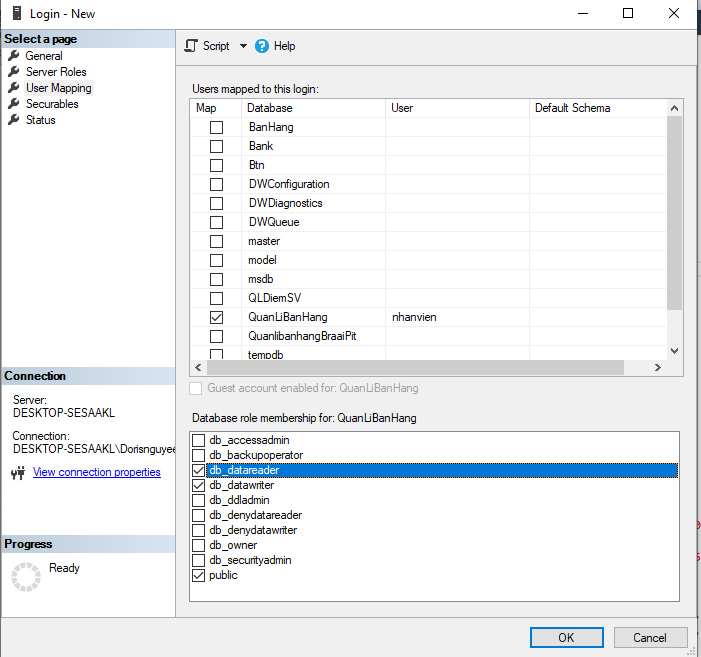 Login - New
Select a page
General
Server Roles
User Mapping
Securables
Status
Script
Help
Users mapped to this login:
Map Database User Default Schema
BanHang
Bank
Btn
DWConfiguration
DWDiagnostics
DWQueue
master
model
msdb
QLDiemSV
QuanLiBanHang nhanvien
QuanlibanhangBraaiPit
tempdb
Guest account enabled for: QuanLiBanHang
Database role membership for: QuanLiBanHang
db_accessadmin
db_backupoperator
db_datareader
db_datawriter
db_ddladmin
db_denydatareader
db_denydatawriter
db_owner
db_securityadmin
public
Connection
Server:
DESKTOP-SESAAKL
Connection:
DESKTOP-SESAAKL\Dorisnguyee
View connection properties
Progress
Ready
OK Cancel